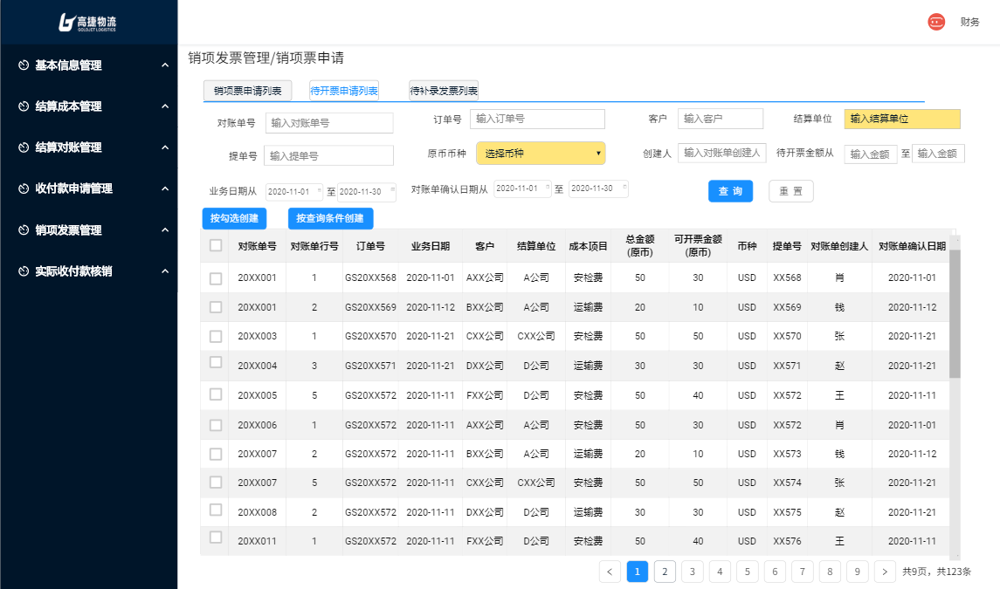 高捷物流
GOLDJET LOGISTICS
财务
基本信息管理
结算成本管理
结算对账管理
收付款申请管理
销项发票管理
实际收付款核销
销项发票管理/销项票申请
销项票申请列表 待开票申请列表 待补录发票列表
对账单号 输入对账单号 订单号 输入订单号 客户 输入客户 结算单位 输入结算单位
提单号 输入提单号 原币币种 选择币种 创建人 输入对账单创建人 待开票金额从 输入金额 至 输入金额
业务日期从 2020-11-01 至 2020-11-30 对账单确认日期从 2020-11-01 至 2020-11-30 查 询 重 置
按勾选创建 按查询条件创建
对账单号 对账单行号 订单号 业务日期 客户 结算单位 成本项目 总金额(原币) 可开票金额(原币) 币种 提单号 对账单创建人 对账单确认日期
20XX001 1 GS20XX568 2020-11-01 AXX公司 A公司 安检费 50 30 USD XX568 肖 2020-11-01
20XX001 2 GS20XX569 2020-11-12 BXX公司 A公司 运输费 20 10 USD XX569 钱 2020-11-12
20XX003 1 GS20XX570 2020-11-21 CXX公司 CXX公司 安检费 50 50 USD XX570 张 2020-11-21
20XX004 3 GS20XX571 2020-11-21 DXX公司 D公司 运输费 30 30 USD XX571 赵 2020-11-21
20XX005 5 GS20XX572 2020-11-11 FXX公司 D公司 安检费 50 40 USD XX572 王 2020-11-11
20XX006 1 GS20XX572 2020-11-11 AXX公司 A公司 安检费 50 30 USD XX572 肖 2020-11-01
20XX007 2 GS20XX572 2020-11-11 BXX公司 A公司 运输费 20 10 USD XX573 钱 2020-11-12
20XX007 5 GS20XX572 2020-11-11 CXX公司 CXX公司 安检费 50 50 USD XX574 张 2020-11-21
20XX008 2 GS20XX572 2020-11-11 DXX公司 D公司 运输费 30 30 USD XX575 赵 2020-11-21
20XX011 1 GS20XX572 2020-11-11 FXX公司 D公司 安检费 50 40 USD XX576 王 2020-11-11
< 1 2 3 4 5 6 7 8 9 > 共9页，共123条